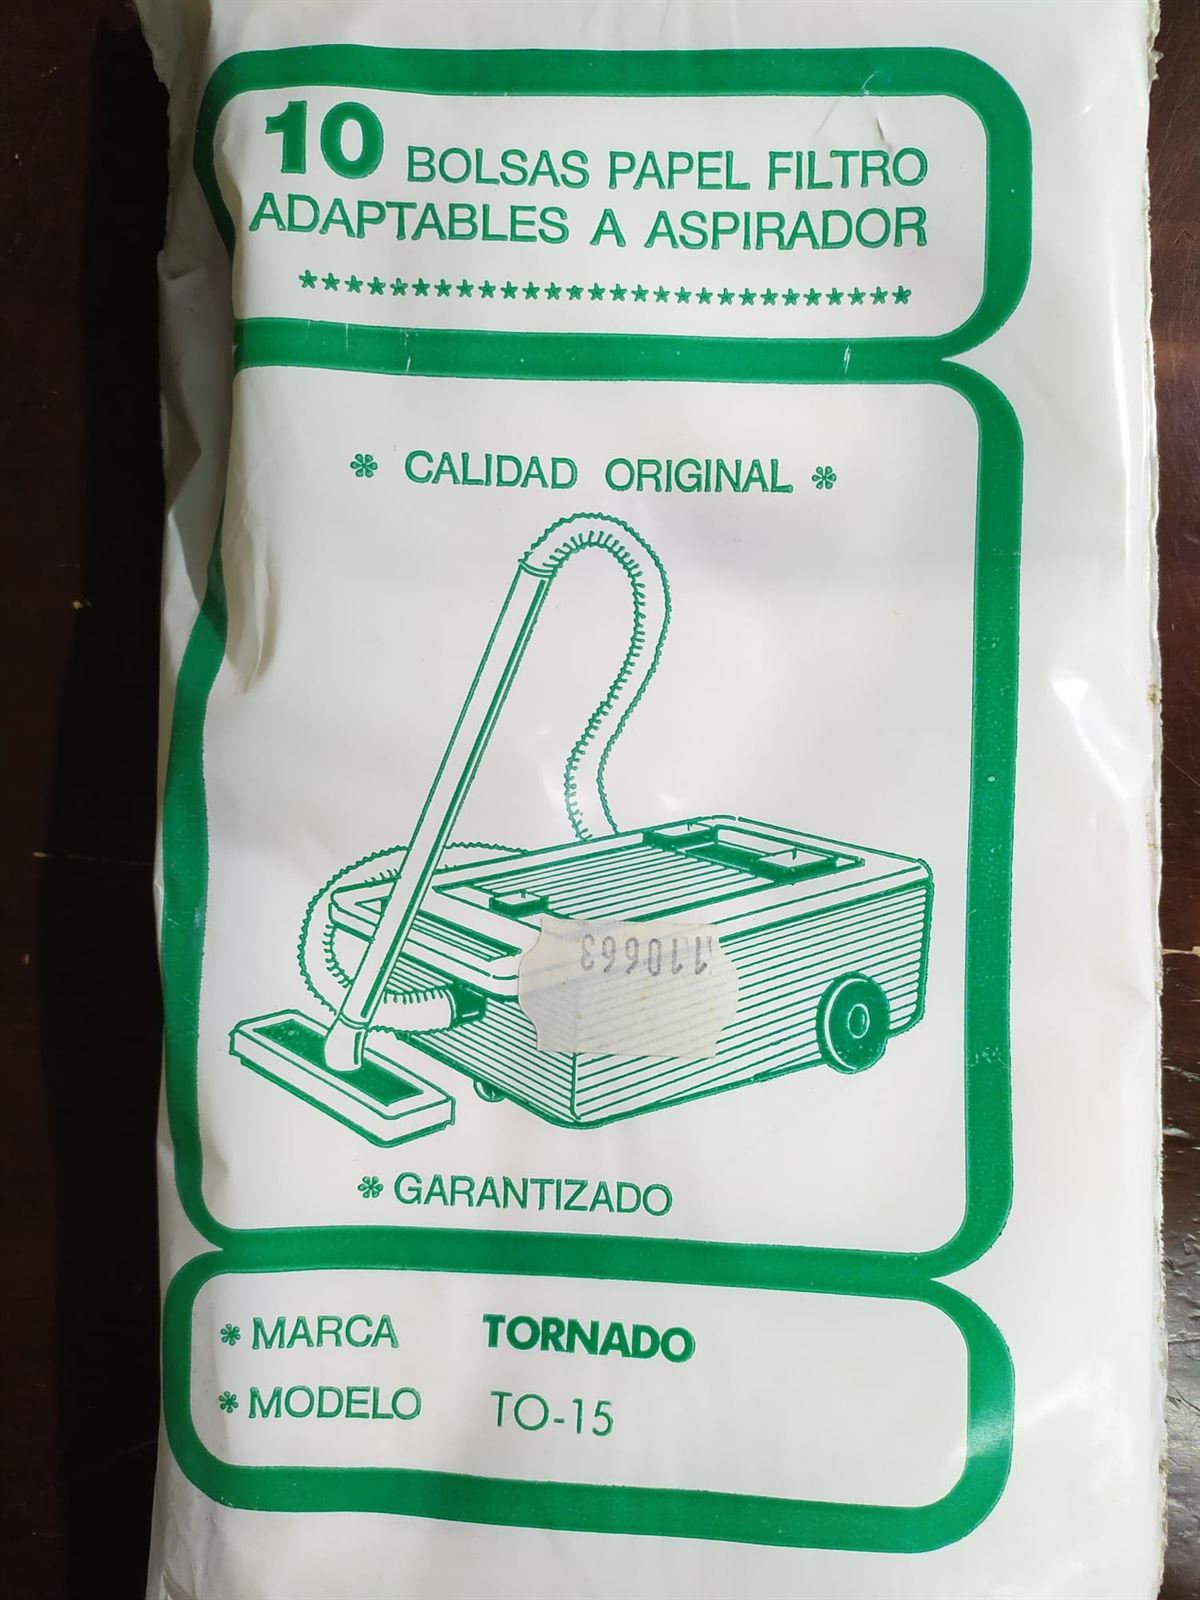 10 BOLSAS PAPEL FILTRO
ADAPTABLES A ASPIRADOR
****************************
* CALIDAD ORIGINAL *
110663
* GARANTIZADO
* MARCA TORNADO
* MODELO TO-15